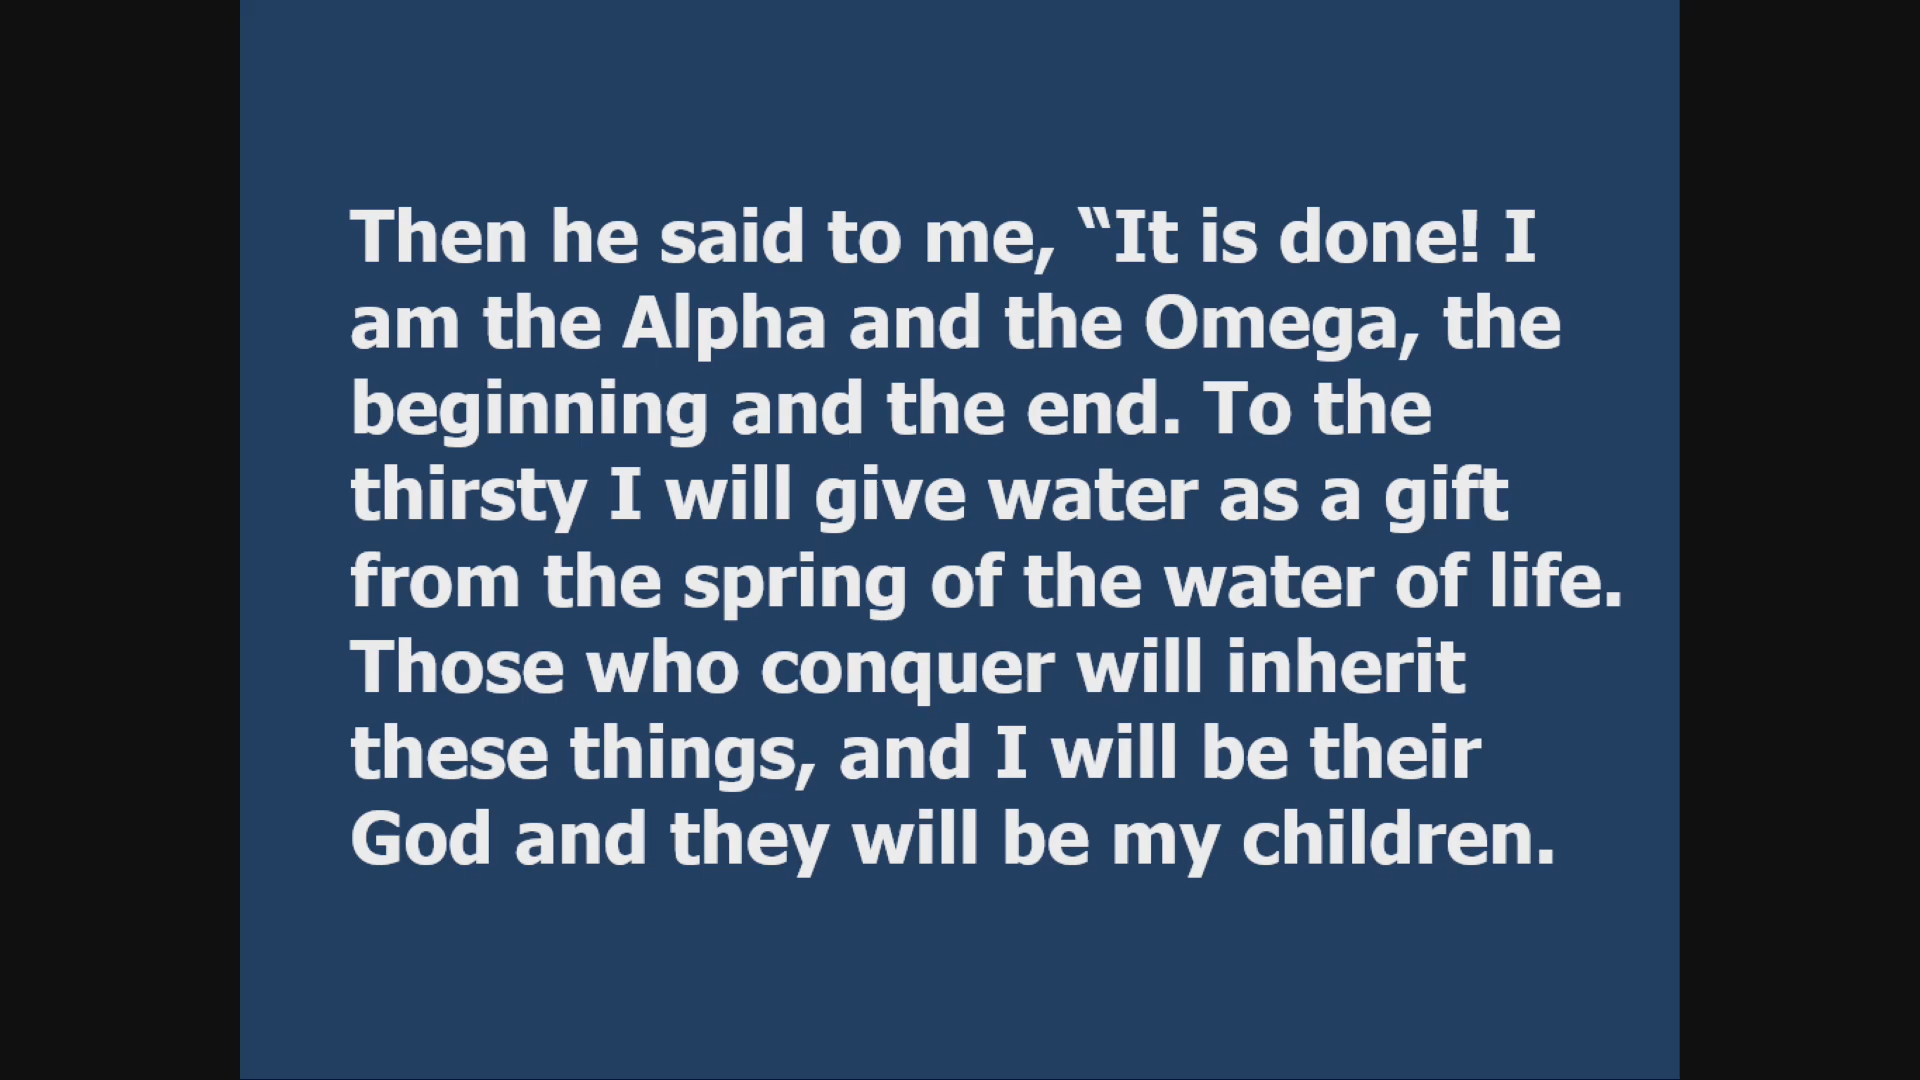 Then he said to me, “It is done! I
am the Alpha and the Omega, the
beginning and the end. To the
thirsty I will give water as a gift
from the spring of the water of life.
Those who conquer will inherit
these things, and I will be their
God and they will be my children.